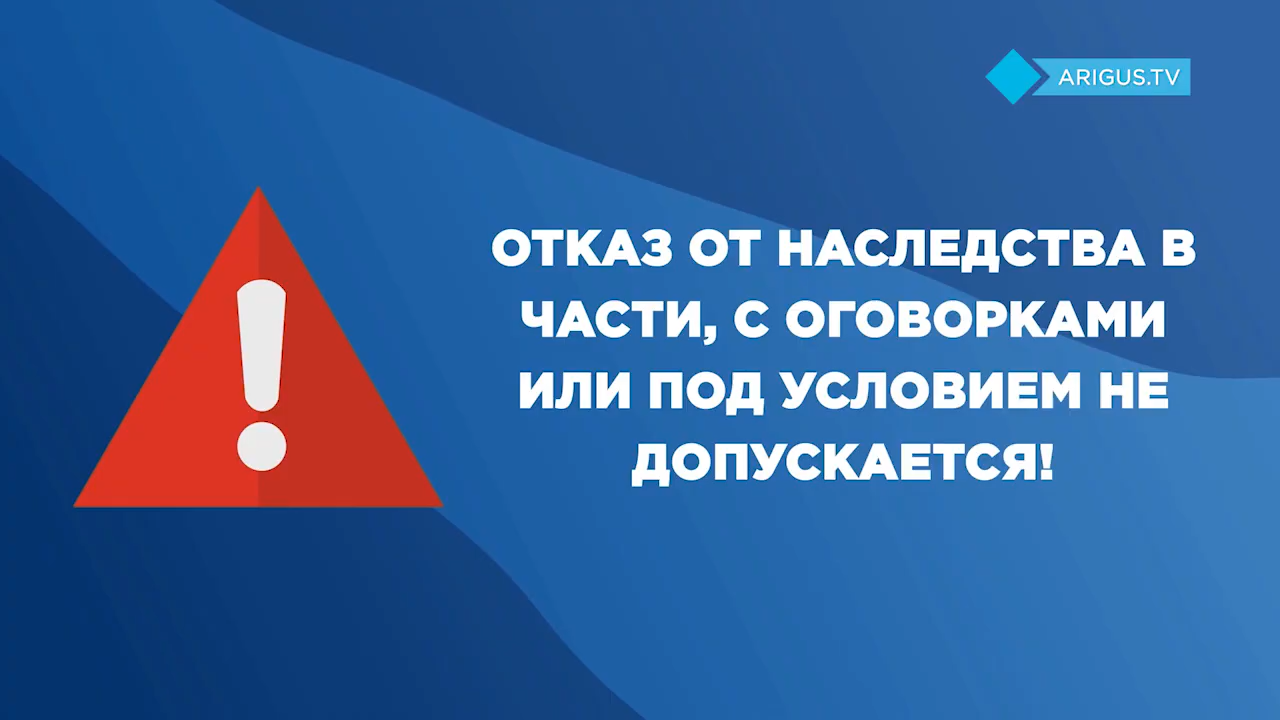 ARIGUS.TV
ОТКАЗ ОТ НАСЛЕДСТВА В
ЧАСТИ, С ОГОВОРКАМИ
ИЛИ ПОД УСЛОВИЕМ НЕ
ДОПУСКАЕТСЯ!